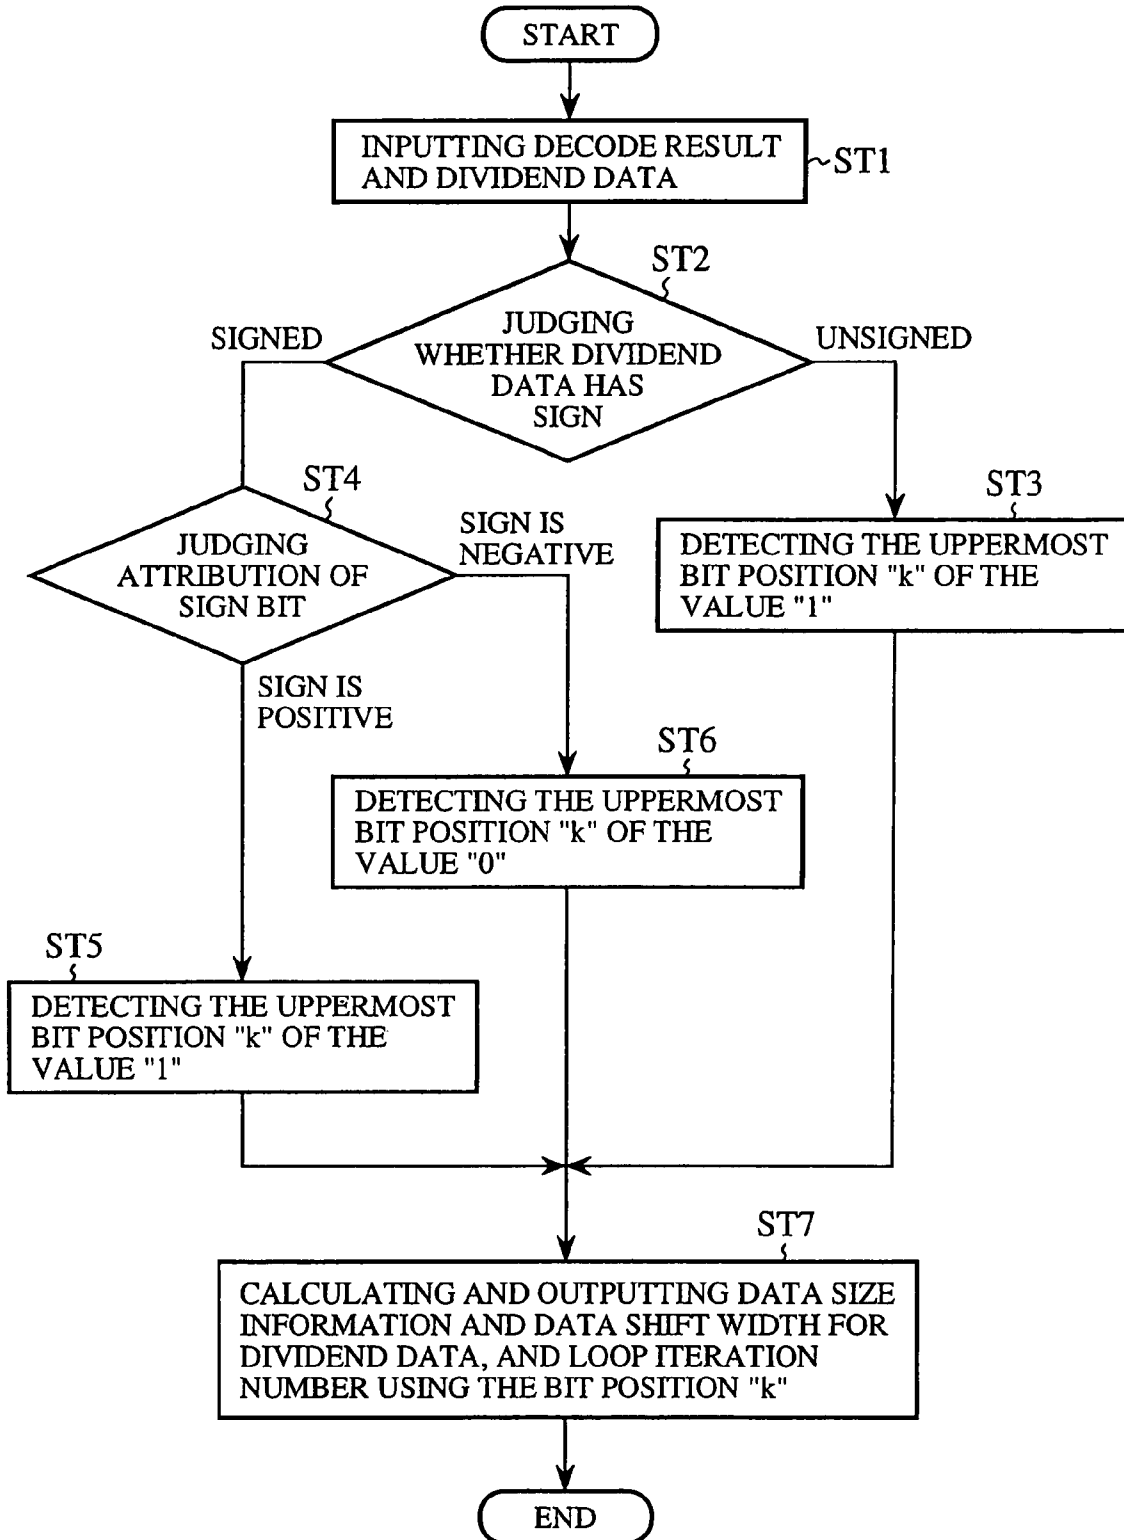 START
INPUTTING DECODE RESULT
AND DIVIDEND DATA
ST1
ST2
JUDGING
WHETHER DIVIDEND
DATA HAS
SIGN
SIGNED
UNSIGNED
ST4
JUDGING
ATTRIBUTION OF
SIGN BIT
SIGN IS
NEGATIVE
ST3
DETECTING THE UPPERMOST
BIT POSITION "k" OF THE
VALUE "1"
SIGN IS
POSITIVE
ST6
DETECTING THE UPPERMOST
BIT POSITION "k" OF THE
VALUE "0"
ST5
DETECTING THE UPPERMOST
BIT POSITION "k" OF THE
VALUE "1"
ST7
CALCULATING AND OUTPUTTING DATA SIZE
INFORMATION AND DATA SHIFT WIDTH FOR
DIVIDEND DATA, AND LOOP ITERATION
NUMBER USING THE BIT POSITION "k"
END